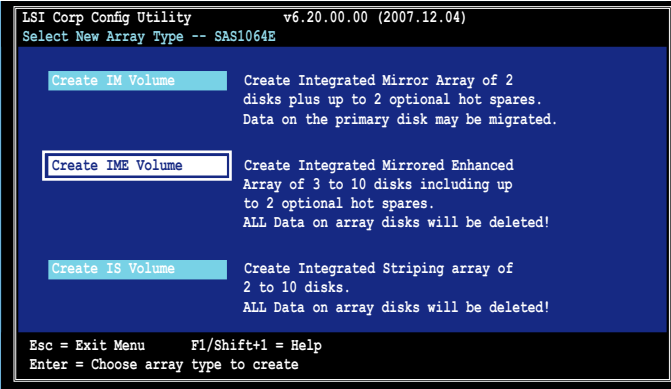 LSI Corp Config Utility v6.20.00.00 (2007.12.04)
Select New Array Type -- SAS1064E
Create IM Volume Create Integrated Mirror Array of 2
disks plus up to 2 optional hot spares.
Data on the primary disk may be migrated.
Create IME Volume Create Integrated Mirrored Enhanced
Array of 3 to 10 disks including up
to 2 optional hot spares.
ALL Data on array disks will be deleted!
Create IS Volume Create Integrated Striping array of
2 to 10 disks.
ALL Data on array disks will be deleted!
Esc = Exit Menu F1/Shift+1 = Help
Enter = Choose array type to create